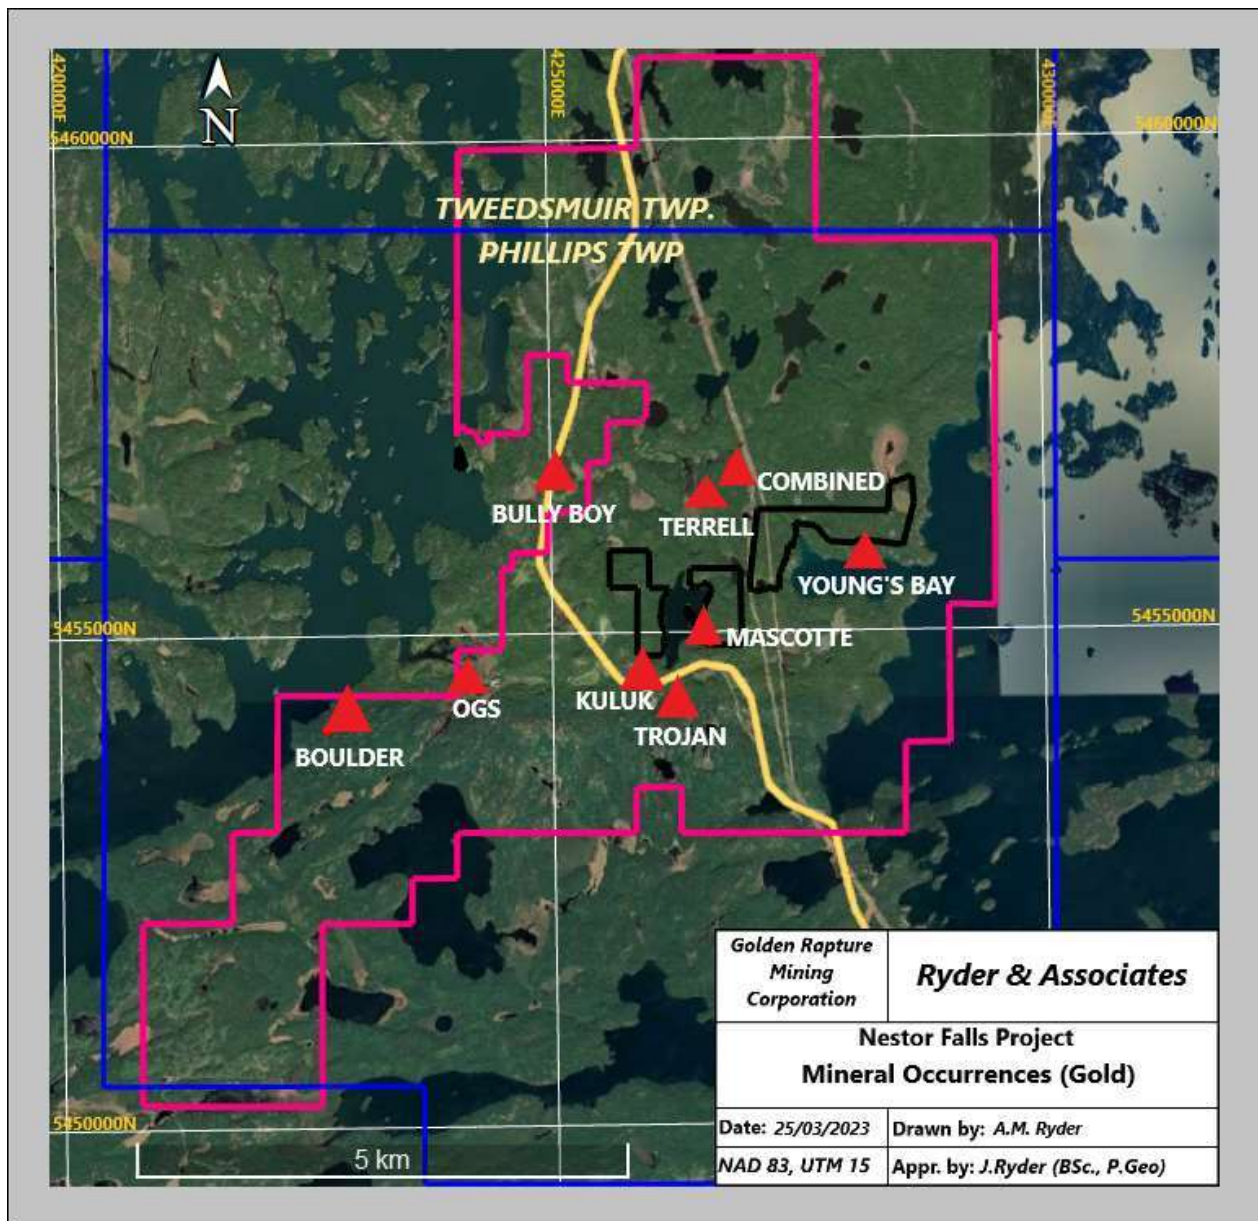 420000E
425000E
430000E
N
5460000N
5460000N
TWEEDSMUIR TWP.
PHILLIPS TWP
COMBINED
BULLY BOY
TERRELL
YOUNG'S BAY
5455000N
5455000N
MASCOTTE
KULUK
OGS
TROJAN
BOULDER
5450000N
5 km
Golden Rapture
Mining
Corporation
Ryder & Associates
Nestor Falls Project
Mineral Occurrences (Gold)
Date: 25/03/2023
Drawn by: A.M. Ryder
NAD 83, UTM 15
Appr. by: J.Ryder (BSc., P.Geo)